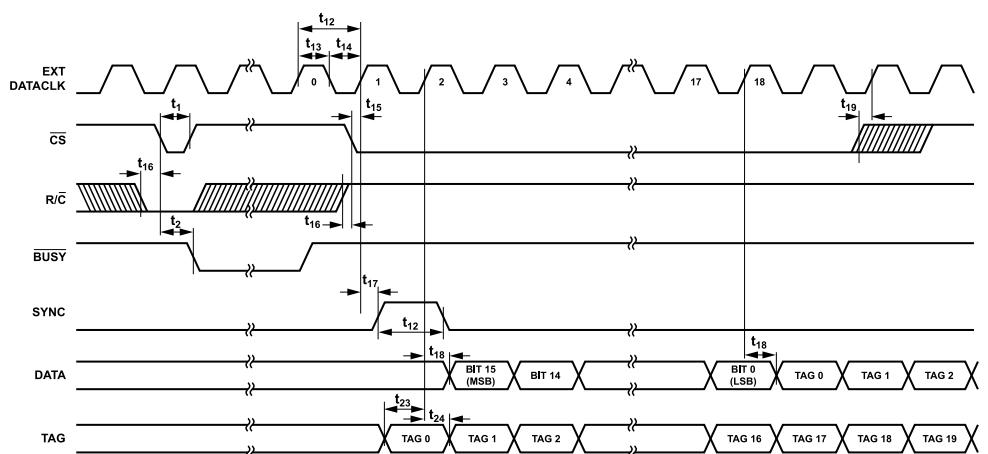 t12
t13 t14
EXT
DATACLK
0 1 2 3 4 17 18
t1 t15 t19
CS
t16
R/C
t2 t16
BUSY
t17
SYNC
t12
t18 t18
DATA BIT 15 BIT 14 BIT 0 TAG 0 TAG 1 TAG 2
(MSB) (LSB)
t23 t24
TAG TAG 0 TAG 1 TAG 2 TAG 16 TAG 17 TAG 18 TAG 19